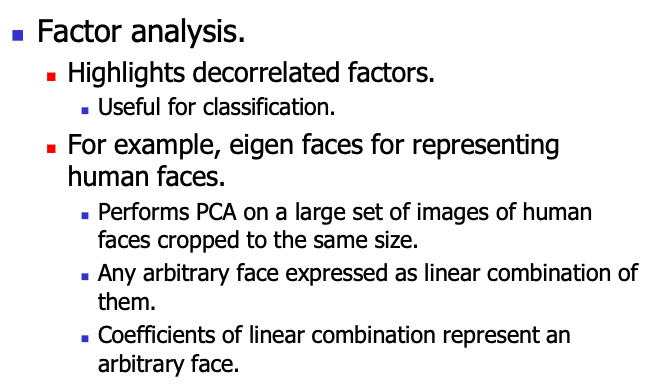 Factor analysis.
Highlights decorrelated factors.
Useful for classification.
For example, eigen faces for representing
human faces.
Performs PCA on a large set of images of human
faces cropped to the same size.
Any arbitrary face expressed as linear combination of
them.
Coefficients of linear combination represent an
arbitrary face.